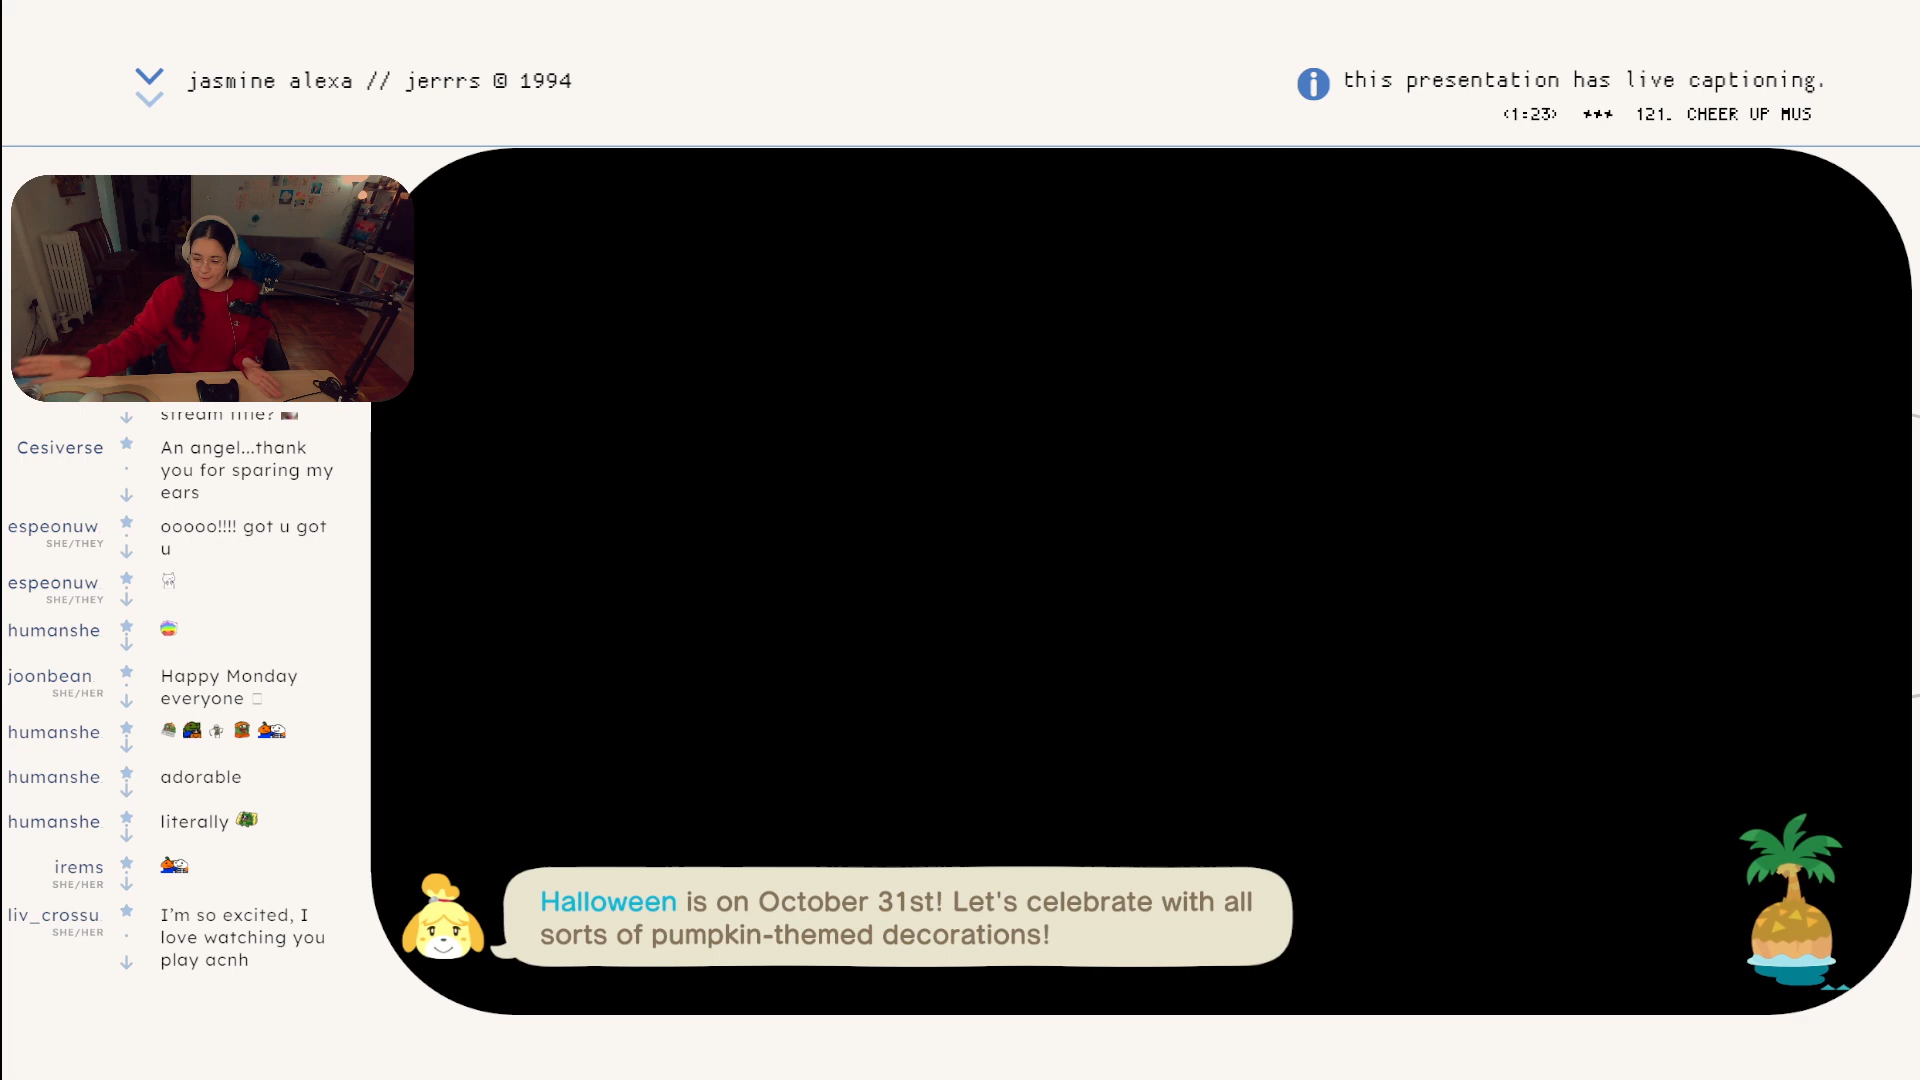 jasmine alexa // jerrrs © 1994
this presentation has live captioning.
<1:23> *** 121. CHEER UP MUS
stream title?
Cesiverse
An angel...thank
you for sparing my
ears
espeonuw
SHE/THEY
ooooo!!!! got u got
u
espeonuw
SHE/THEY
humanshe
joonbean
SHE/HER
Happy Monday
everyone
humanshe
humanshe
adorable
humanshe
literally
irems
SHE/HER
liv_crossu
SHE/HER
I'm so excited, I
love watching you
play acnh
Halloween is on October 31st! Let's celebrate with all
sorts of pumpkin-themed decorations!